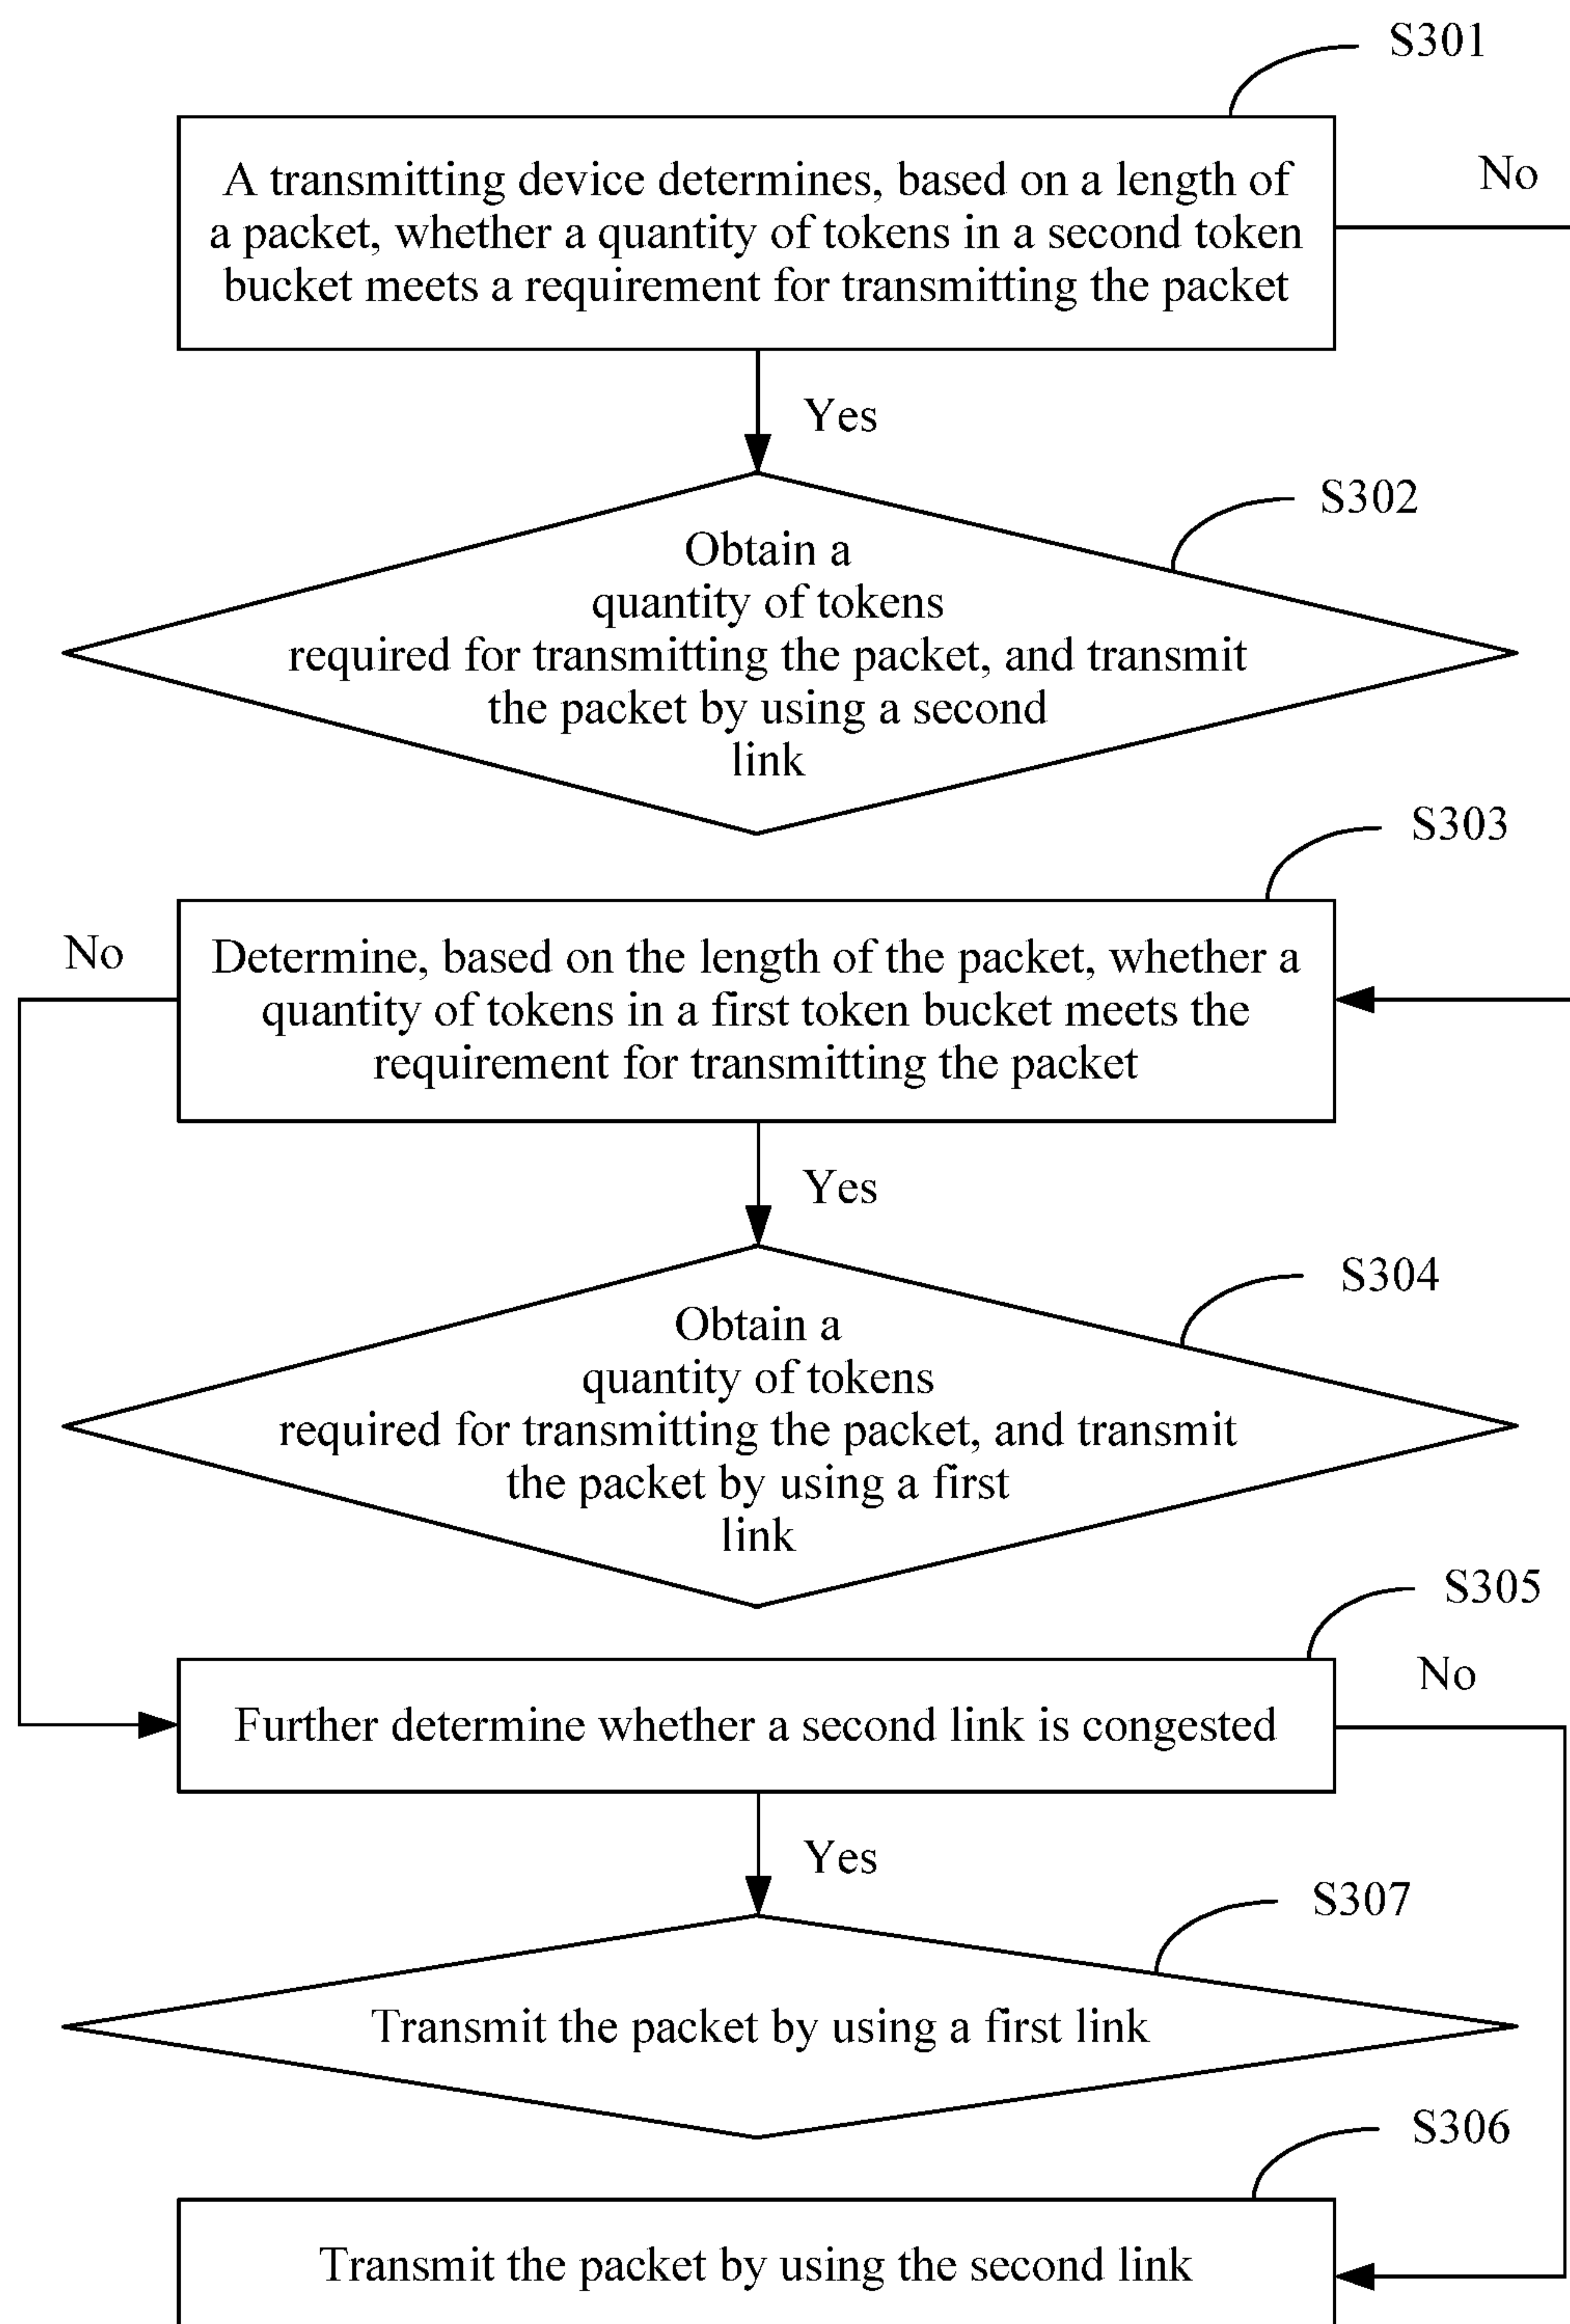 S301
A transmitting device determines, based on a length of
a packet, whether a quantity of tokens in a second token
bucket meets a requirement for transmitting the packet
No
Yes
S302
Obtain a
quantity of tokens
required for transmitting the packet, and transmit
the packet by using a second
link
S303
No
Determine, based on the length of the packet, whether a
quantity of tokens in a first token bucket meets the
requirement for transmitting the packet
Yes
S304
Obtain a
quantity of tokens
required for transmitting the packet, and transmit
the packet by using a first
link
S305
No
Further determine whether a second link is congested
Yes
S307
Transmit the packet by using a first link
S306
Transmit the packet by using the second link